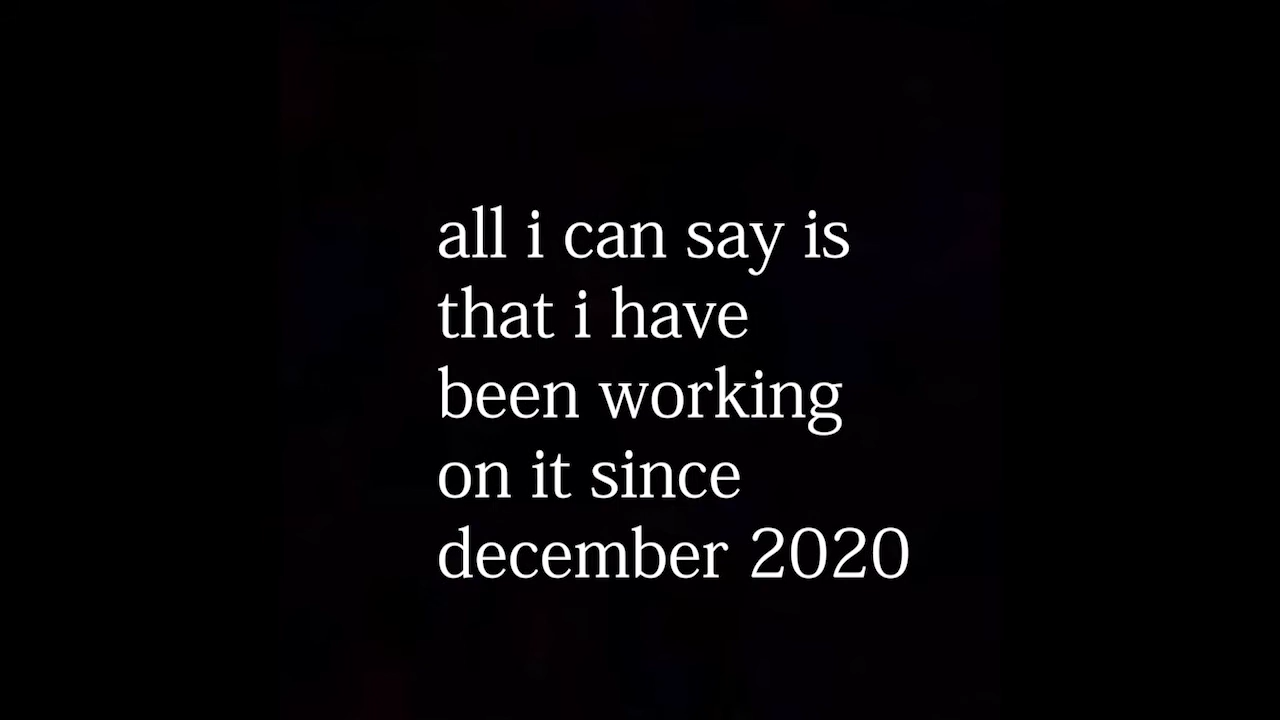 all i can say is
that i have
been working
on it since
december 2020